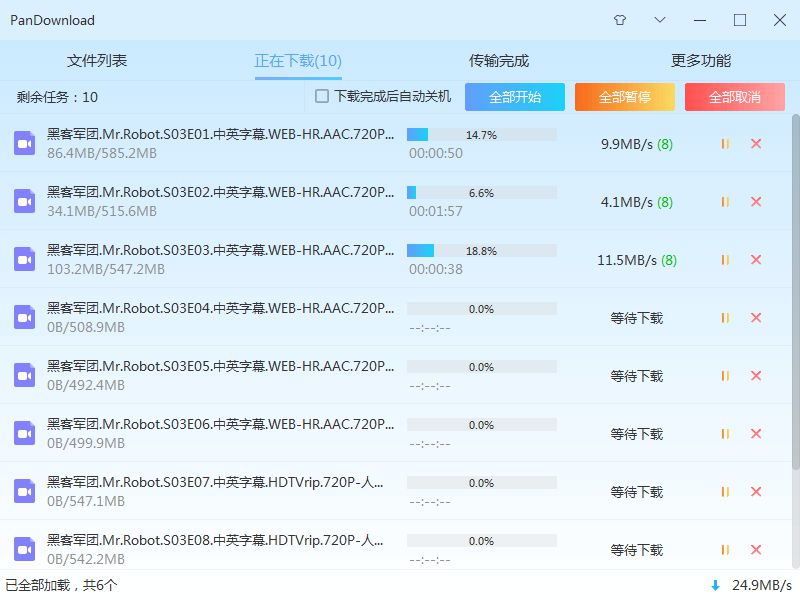 PanDownload
文件列表
正在下载(10)
传输完成
更多功能
剩余任务：10
下载完成后自动关机
全部开始
全部暂停
全部取消
黑客军团.Mr.Robot.S03E01.中英字幕.WEB-HR.AAC.720P...
14.7%
9.9MB/s (8)
86.4MB/585.2MB
00:00:50
黑客军团.Mr.Robot.S03E02.中英字幕.WEB-HR.AAC.720P...
6.6%
4.1MB/s (8)
34.1MB/515.6MB
00:01:57
黑客军团.Mr.Robot.S03E03.中英字幕.WEB-HR.AAC.720P...
18.8%
11.5MB/s (8)
103.2MB/547.2MB
00:00:38
黑客军团.Mr.Robot.S03E04.中英字幕.WEB-HR.AAC.720P...
0.0%
等待下载
0B/508.9MB
--:--:--
黑客军团.Mr.Robot.S03E05.中英字幕.WEB-HR.AAC.720P...
0.0%
等待下载
0B/492.4MB
--:--:--
黑客军团.Mr.Robot.S03E06.中英字幕.WEB-HR.AAC.720P...
0.0%
等待下载
0B/499.9MB
--:--:--
黑客军团.Mr.Robot.S03E07.中英字幕.HDTVrip.720P-人...
0.0%
等待下载
0B/547.1MB
--:--:--
黑客军团.Mr.Robot.S03E08.中英字幕.HDTVrip.720P-人...
0.0%
等待下载
0B/542.2MB
--:--:--
已全部加载，共6个
24.9MB/s